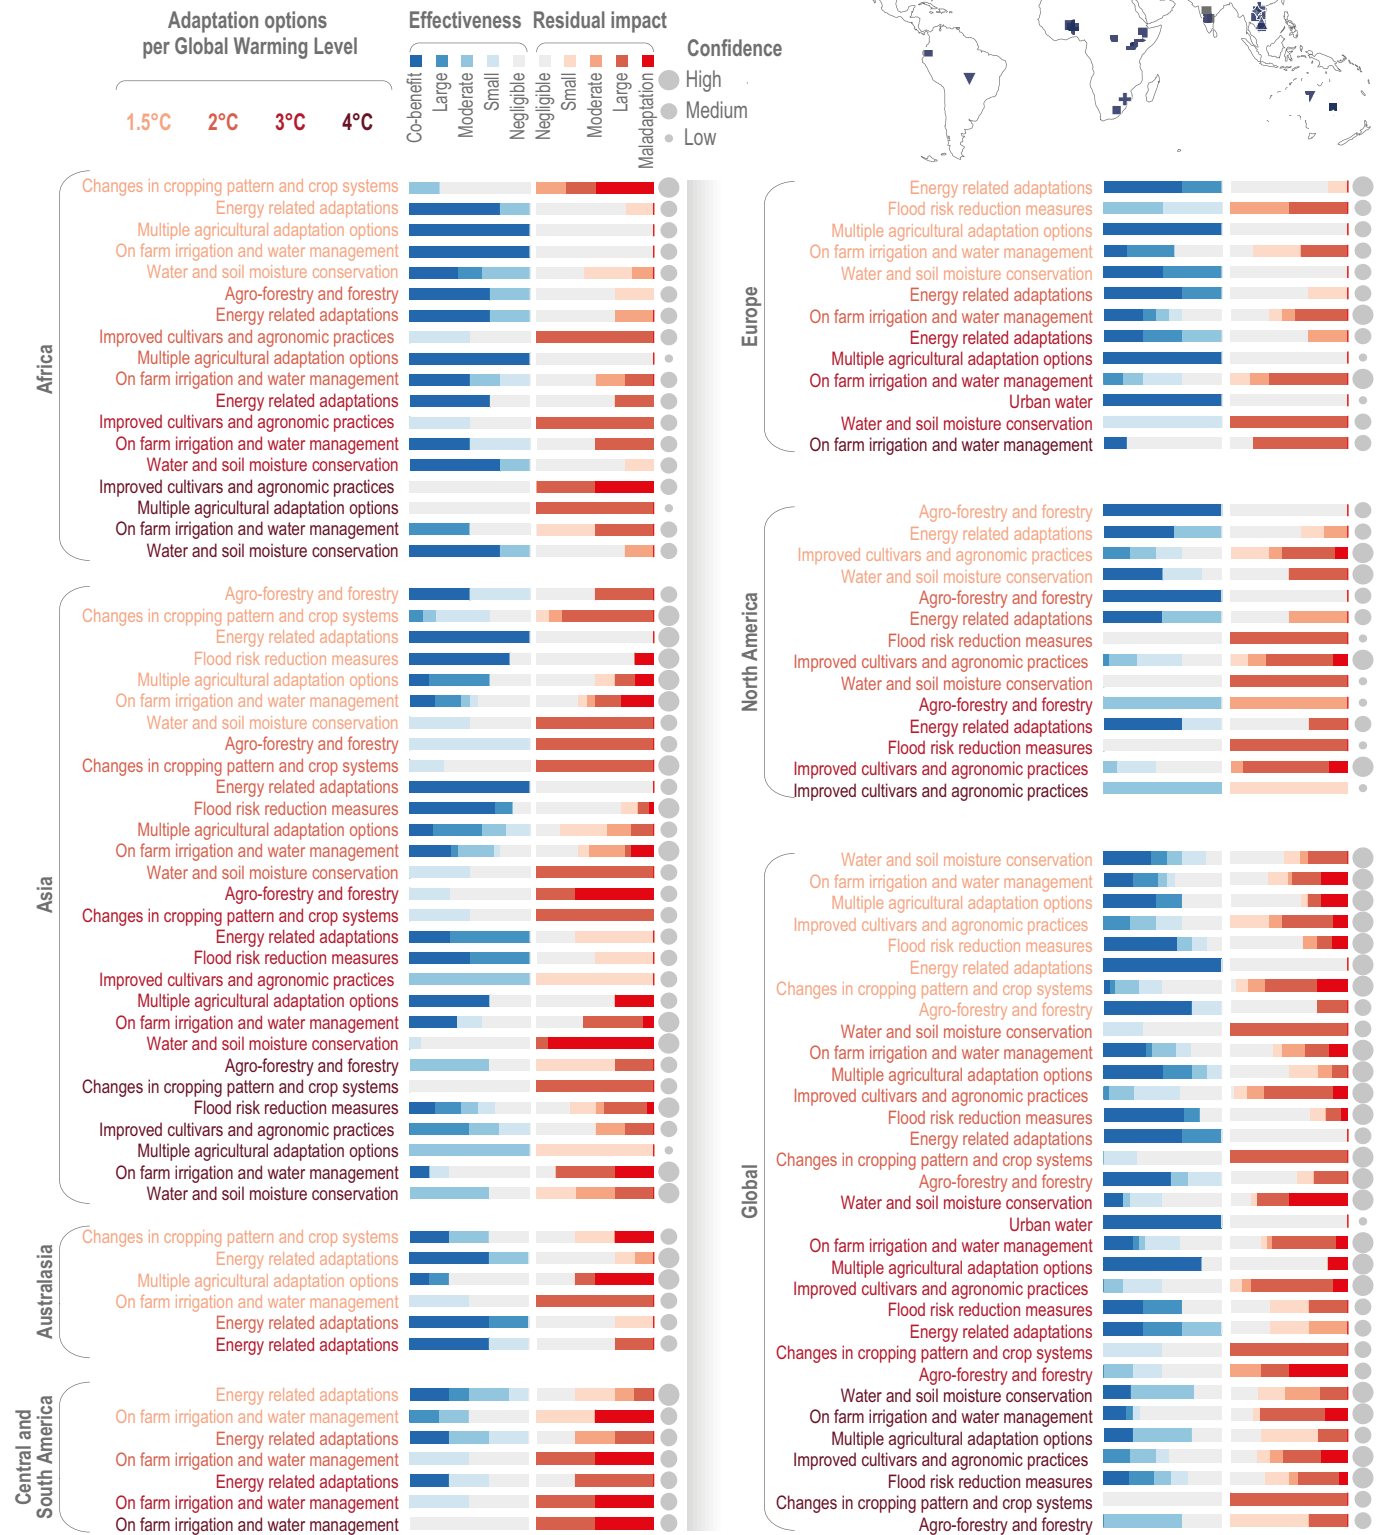 Adaptation options
per Global Warming Level
1.5°C 2°C 3°C 4°C
Effectiveness
Co-benefit
Large
Moderate
Small
Negligible
Residual impact
Negligible
Small
Moderate
Large
Maladaptation
Confidence
High
Medium
Low
Africa
Changes in cropping pattern and crop systems
Energy related adaptations
Multiple agricultural adaptation options
On farm irrigation and water management
Water and soil moisture conservation
Agro-forestry and forestry
Energy related adaptations
Improved cultivars and agronomic practices
Multiple agricultural adaptation options
On farm irrigation and water management
Energy related adaptations
Improved cultivars and agronomic practices
On farm irrigation and water management
Water and soil moisture conservation
Improved cultivars and agronomic practices
Multiple agricultural adaptation options
On farm irrigation and water management
Water and soil moisture conservation
Asia
Agro-forestry and forestry
Changes in cropping pattern and crop systems
Energy related adaptations
Flood risk reduction measures
Multiple agricultural adaptation options
On farm irrigation and water management
Water and soil moisture conservation
Agro-forestry and forestry
Changes in cropping pattern and crop systems
Energy related adaptations
Flood risk reduction measures
Multiple agricultural adaptation options
On farm irrigation and water management
Water and soil moisture conservation
Agro-forestry and forestry
Changes in cropping pattern and crop systems
Energy related adaptations
Flood risk reduction measures
Improved cultivars and agronomic practices
Multiple agricultural adaptation options
On farm irrigation and water management
Water and soil moisture conservation
Agro-forestry and forestry
Changes in cropping pattern and crop systems
Flood risk reduction measures
Improved cultivars and agronomic practices
Multiple agricultural adaptation options
On farm irrigation and water management
Water and soil moisture conservation
Australasia
Changes in cropping pattern and crop systems
Energy related adaptations
Multiple agricultural adaptation options
On farm irrigation and water management
Energy related adaptations
Energy related adaptations
Central and
South America
Energy related adaptations
On farm irrigation and water management
Energy related adaptations
On farm irrigation and water management
Energy related adaptations
On farm irrigation and water management
On farm irrigation and water management
Europe
Energy related adaptations
Flood risk reduction measures
Multiple agricultural adaptation options
On farm irrigation and water management
Water and soil moisture conservation
Energy related adaptations
On farm irrigation and water management
Energy related adaptations
Multiple agricultural adaptation options
On farm irrigation and water management
Urban water
Water and soil moisture conservation
On farm irrigation and water management
North America
Agro-forestry and forestry
Energy related adaptations
Improved cultivars and agronomic practices
Water and soil moisture conservation
Agro-forestry and forestry
Energy related adaptations
Flood risk reduction measures
Improved cultivars and agronomic practices
Water and soil moisture conservation
Agro-forestry and forestry
Energy related adaptations
Flood risk reduction measures
Improved cultivars and agronomic practices
Improved cultivars and agronomic practices
Global
Water and soil moisture conservation
On farm irrigation and water management
Multiple agricultural adaptation options
Improved cultivars and agronomic practices
Flood risk reduction measures
Energy related adaptations
Changes in cropping pattern and crop systems
Agro-forestry and forestry
Water and soil moisture conservation
On farm irrigation and water management
Multiple agricultural adaptation options
Improved cultivars and agronomic practices
Flood risk reduction measures
Energy related adaptations
Changes in cropping pattern and crop systems
Agro-forestry and forestry
Water and soil moisture conservation
Urban water
On farm irrigation and water management
Multiple agricultural adaptation options
Improved cultivars and agronomic practices
Flood risk reduction measures
Energy related adaptations
Changes in cropping pattern and crop systems
Agro-forestry and forestry
Water and soil moisture conservation
On farm irrigation and water management
Multiple agricultural adaptation options
Improved cultivars and agronomic practices
Flood risk reduction measures
Changes in cropping pattern and crop systems
Agro-forestry and forestry